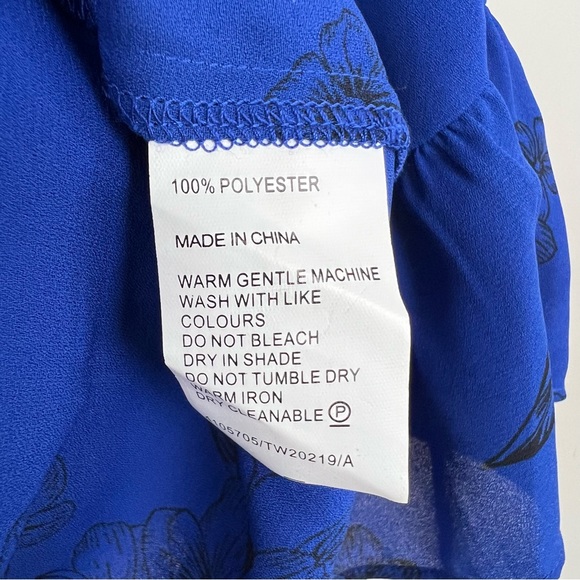 100% POLYESTER
MADE IN CHINA
WARM GENTLE MACHINE
WASH WITH LIKE
COLOURS
DO NOT BLEACH
DRY IN SHADE
DO NOT TUMBLE DRY
WARM IRON
DRY CLEANABLE Ⓟ
105705/TW20219/A